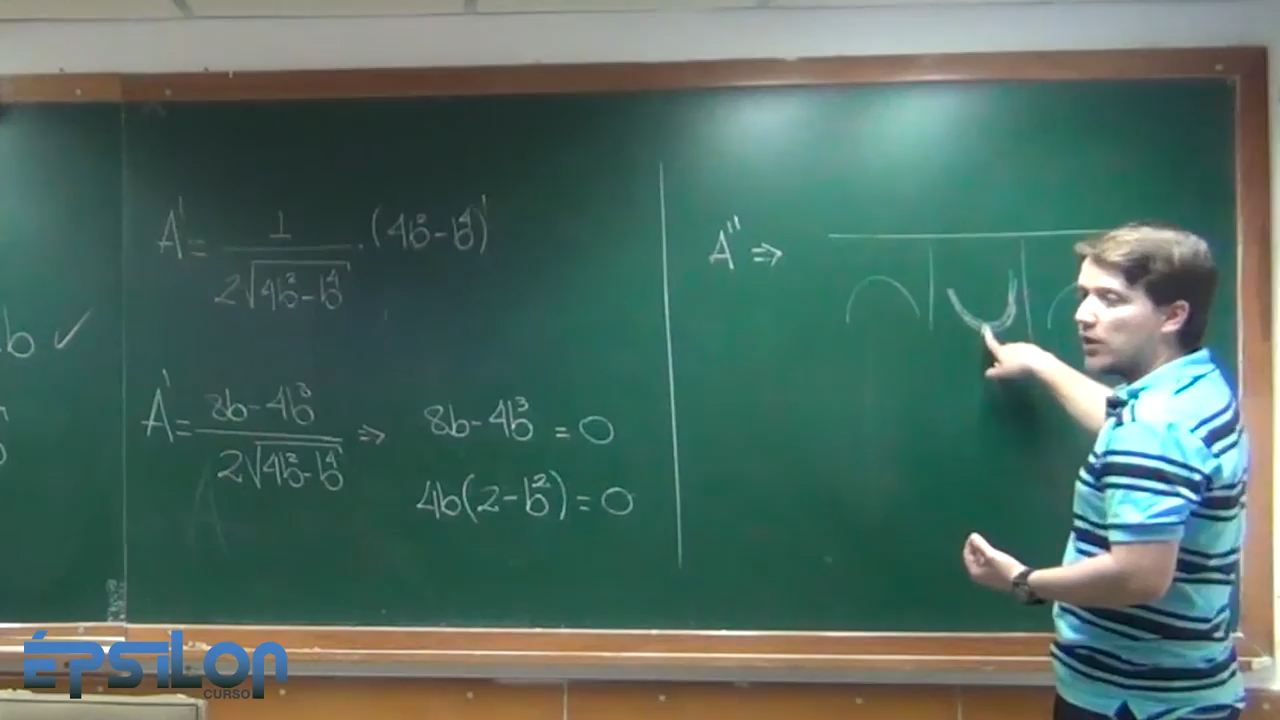 A' = 1 / 2√(4b² - b⁴) . (4b² - b⁴)'
b ✓
A' = 8b - 4b³ / 2√(4b² - b⁴) ⇒ 8b - 4b³ = 0
4b(2 - b²) = 0
A'' ⇒
ÉPSILON
CURSO